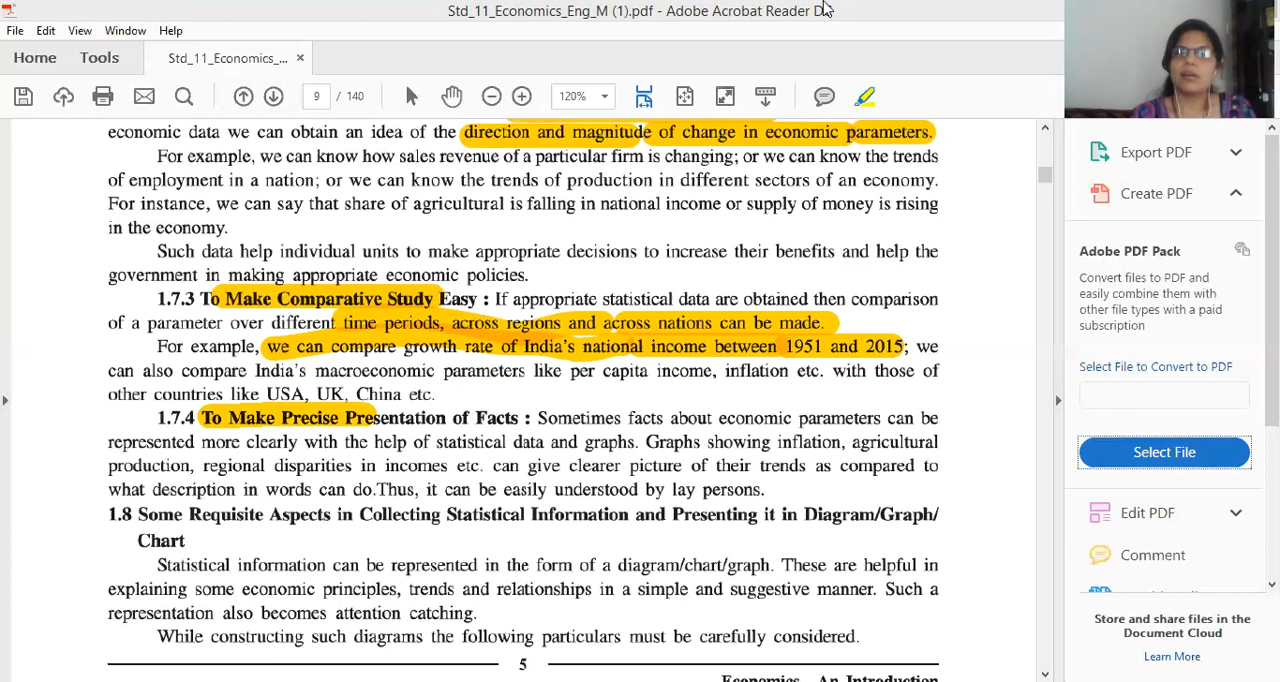 Std_11_Economics_Eng_M (1).pdf - Adobe Acrobat Reader
File Edit View Window Help
Home Tools Std_11_Economics_... ×
9 / 140 120%
economic data we can obtain an idea of the direction and magnitude of change in economic parameters.
For example, we can know how sales revenue of a particular firm is changing; or we can know the trends
of employment in a nation; or we can know the trends of production in different sectors of an economy.
For instance, we can say that share of agricultural is falling in national income or supply of money is rising
in the economy.
Such data help individual units to make appropriate decisions to increase their benefits and help the
government in making appropriate economic policies.
1.7.3 To Make Comparative Study Easy : If appropriate statistical data are obtained then comparison
of a parameter over different time periods, across regions and across nations can be made.
For example, we can compare growth rate of India's national income between 1951 and 2015; we
can also compare India's macroeconomic parameters like per capita income, inflation etc. with those of
other countries like USA, UK, China etc.
1.7.4 To Make Precise Presentation of Facts : Sometimes facts about economic parameters can be
represented more clearly with the help of statistical data and graphs. Graphs showing inflation, agricultural
production, regional disparities in incomes etc. can give clearer picture of their trends as compared to
what description in words can do.Thus, it can be easily understood by lay persons.
1.8 Some Requisite Aspects in Collecting Statistical Information and Presenting it in Diagram/Graph/
Chart
Statistical information can be represented in the form of a diagram/chart/graph. These are helpful in
explaining some economic principles, trends and relationships in a simple and suggestive manner. Such a
representation also becomes attention catching.
While constructing such diagrams the following particulars must be carefully considered.
5
Economics - An Introduction
Export PDF
Create PDF
Adobe PDF Pack
Convert files to PDF and
easily combine them with
other file types with a paid
subscription
Select File to Convert to PDF
Select File
Edit PDF
Comment
Store and share files in the
Document Cloud
Learn More